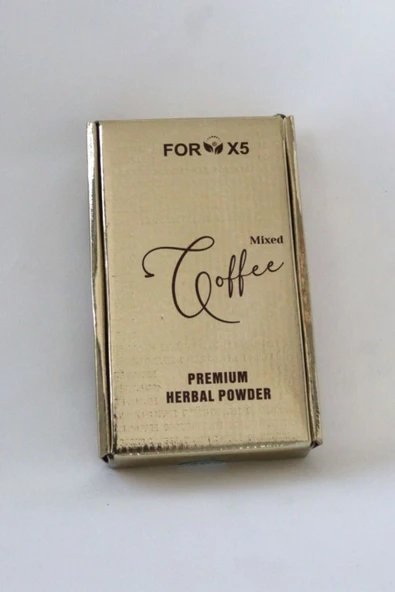 FOR X5
Mixed
Coffee
PREMIUM
HERBAL POWDER